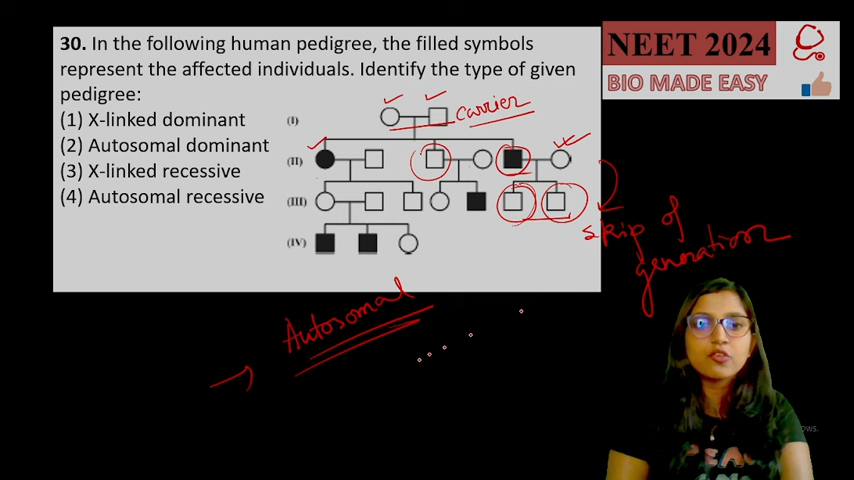 30. In the following human pedigree, the filled symbols
represent the affected individuals. Identify the type of given
pedigree:
(1) X-linked dominant
(2) Autosomal dominant
(3) X-linked recessive
(4) Autosomal recessive
(I)
carrier
(II)
(III)
(IV)
skip of
generation
Autosomal
NEET 2024
BIO MADE EASY